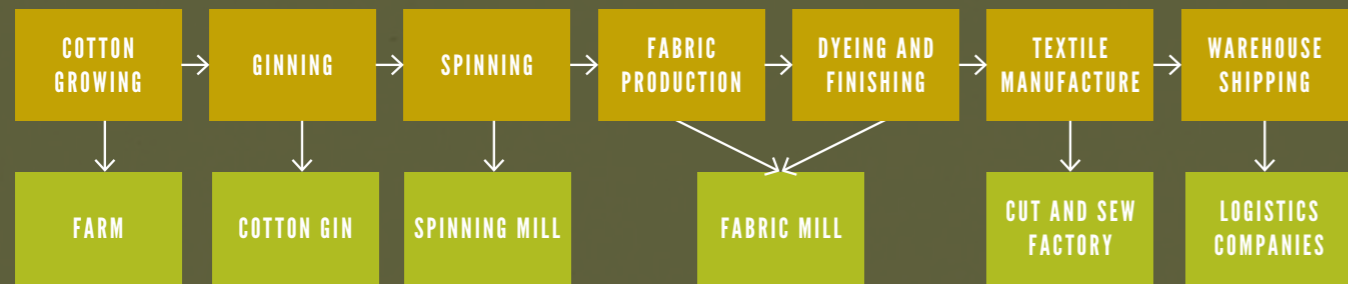 COTTON
GROWING
GINNING
SPINNING
FABRIC
PRODUCTION
DYEING AND
FINISHING
TEXTILE
MANUFACTURE
WAREHOUSE
SHIPPING
FARM
COTTON GIN
SPINNING MILL
FABRIC MILL
CUT AND SEW
FACTORY
LOGISTICS
COMPANIES